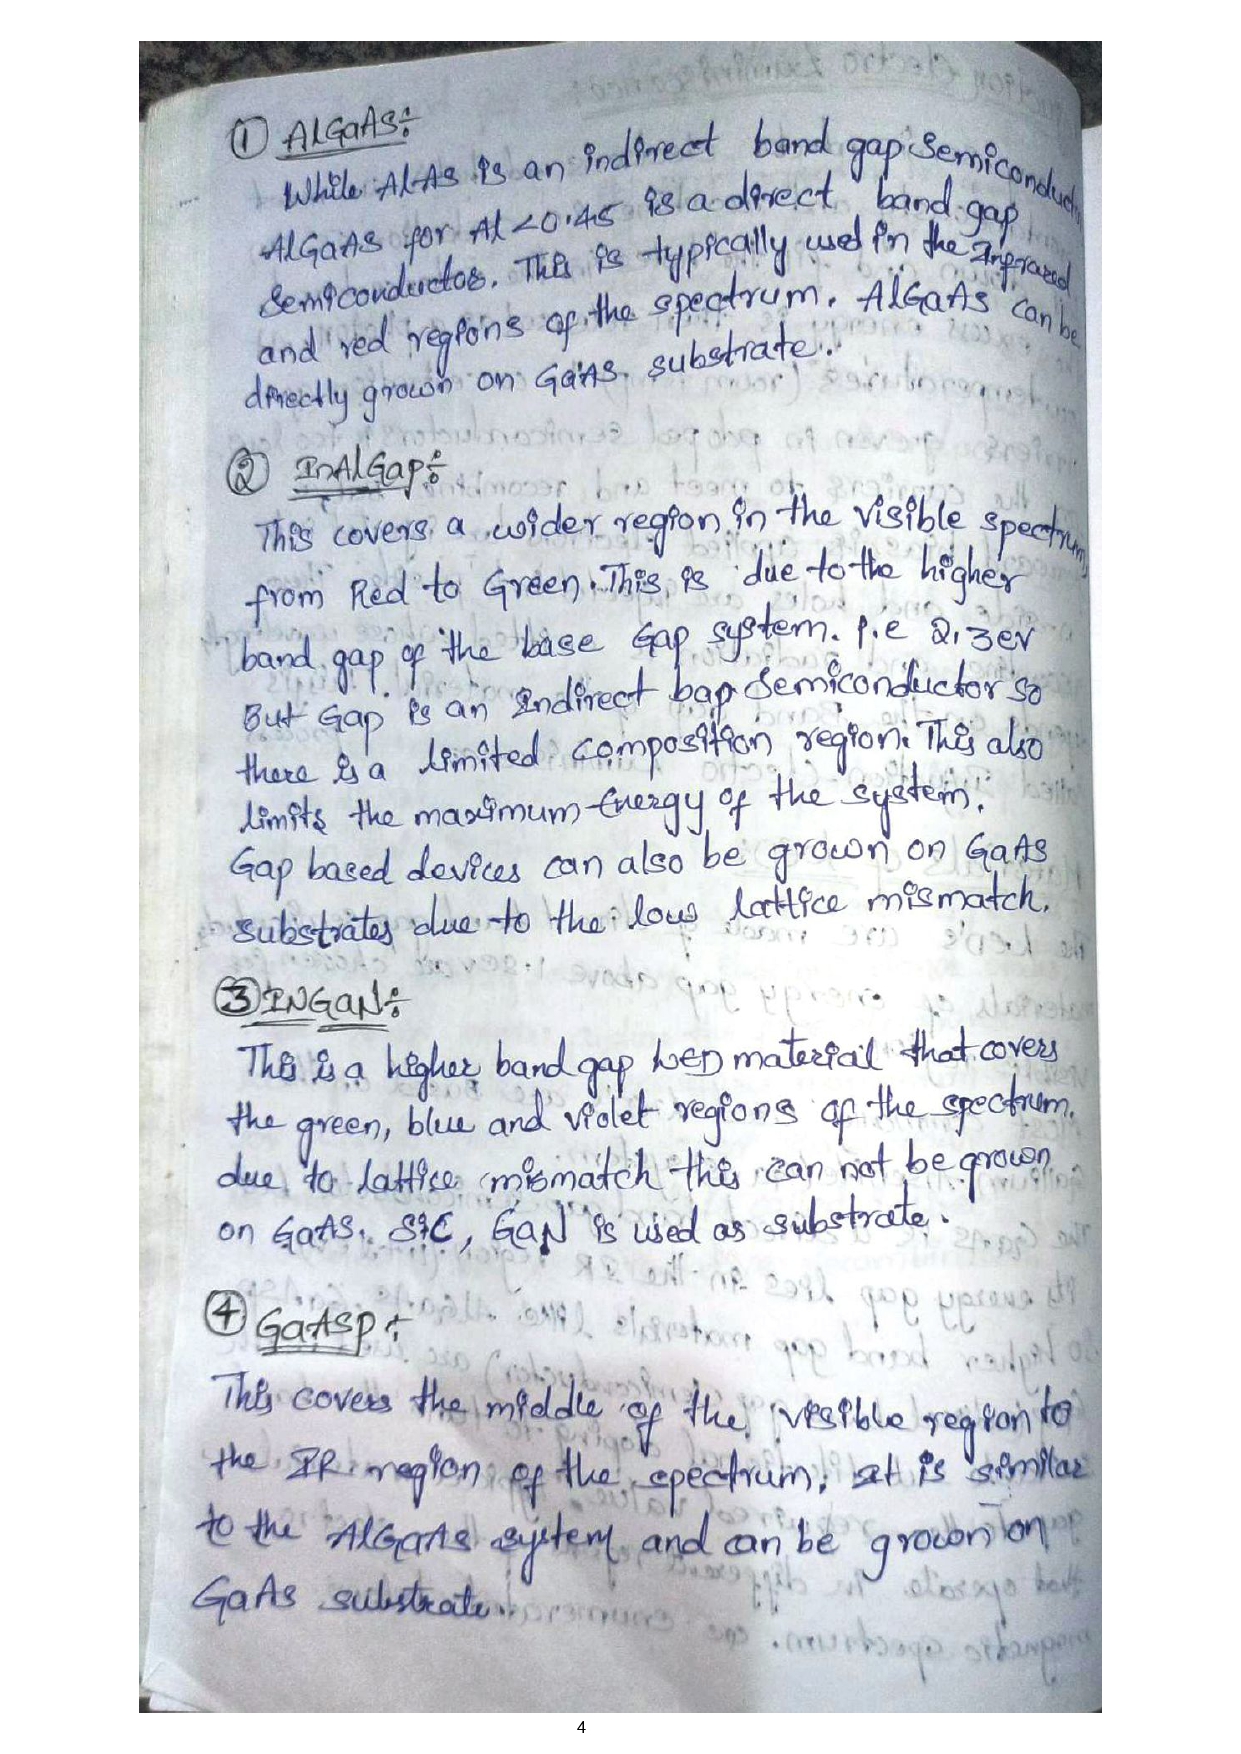 ① AlGaAs÷
While AlAs is an indirect band gap Semiconduct
AlGaAs for Al <0.45 is a direct band gap
Semiconductor. This is typically used in the Infrared
and red regions of the spectrum. AlGaAs can be
directly grown on GaAs substrate.
② InAlGap÷
This covers a wider region in the visible spectrum
from Red to Green. This is due to the higher
band gap of the base Gap system. i.e 2.3ev
But Gap is an Indirect bap Semiconductor so
there is a limited composition region. This also
limits the maximum Energy of the system.
Gap based devices can also be grown on GaAs
substrates due to the low lattice mismatch.
③ INGaN÷
This is a higher band gap LED material that covers
the green, blue and violet regions of the spectrum.
due to lattice mismatch this can not be grown
on GaAs. SiC, GaN is used as substrate.
④ GaAsp÷
This covers the middle of the visible region to
the IR region of the spectrum. It is similar
to the AlGaAs system and can be grown on
GaAs substrate.
4